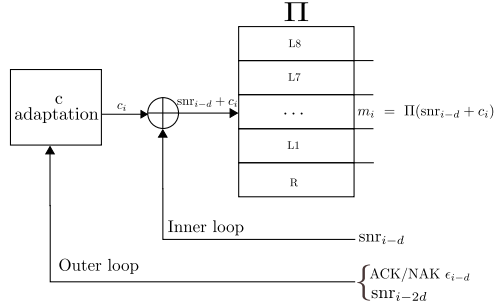 Π
L8
L7
c
adaptation
c_i
snr_{i−d} + c_i
...
m_i = Π(snr_{i−d} + c_i)
L1
R
Inner loop
snr_{i−d}
Outer loop
ACK/NAK ϵ_{i−d}
snr_{i−2d}